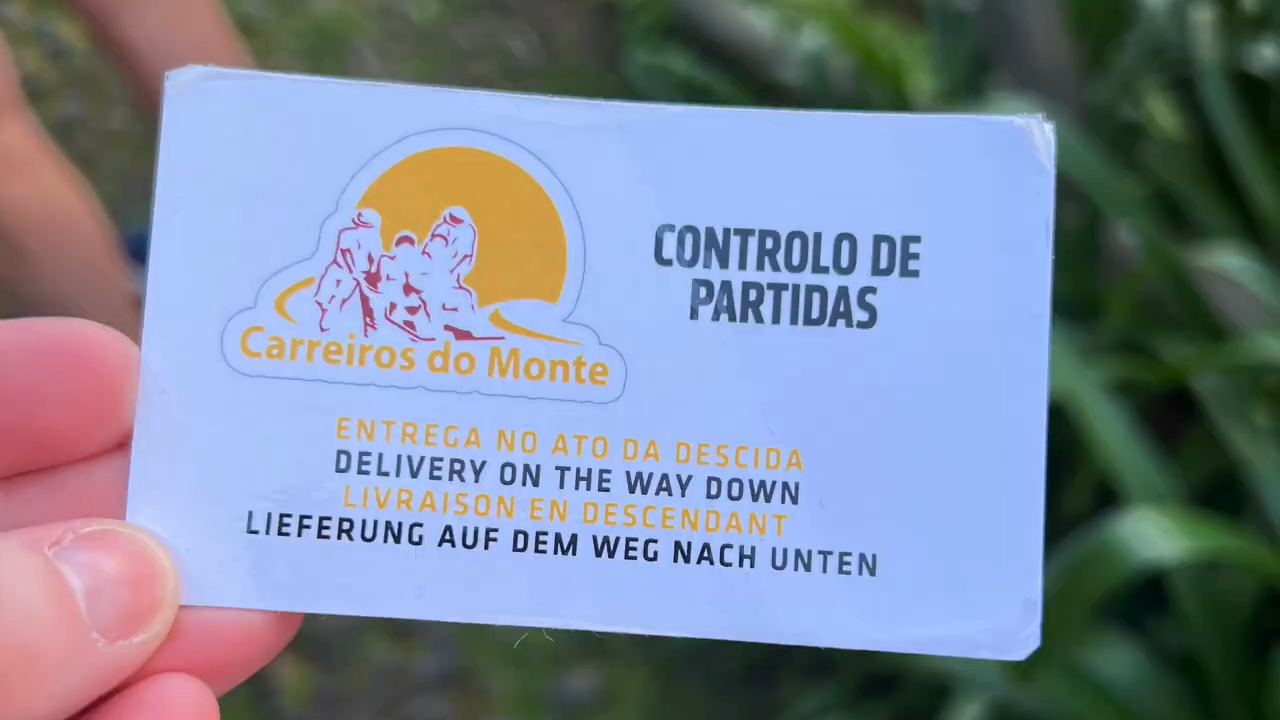 Carreiros do Monte
CONTROLO DE
PARTIDAS
ENTREGA NO ATO DA DESCIDA
DELIVERY ON THE WAY DOWN
LIVRAISON EN DESCENDANT
LIEFERUNG AUF DEM WEG NACH UNTEN